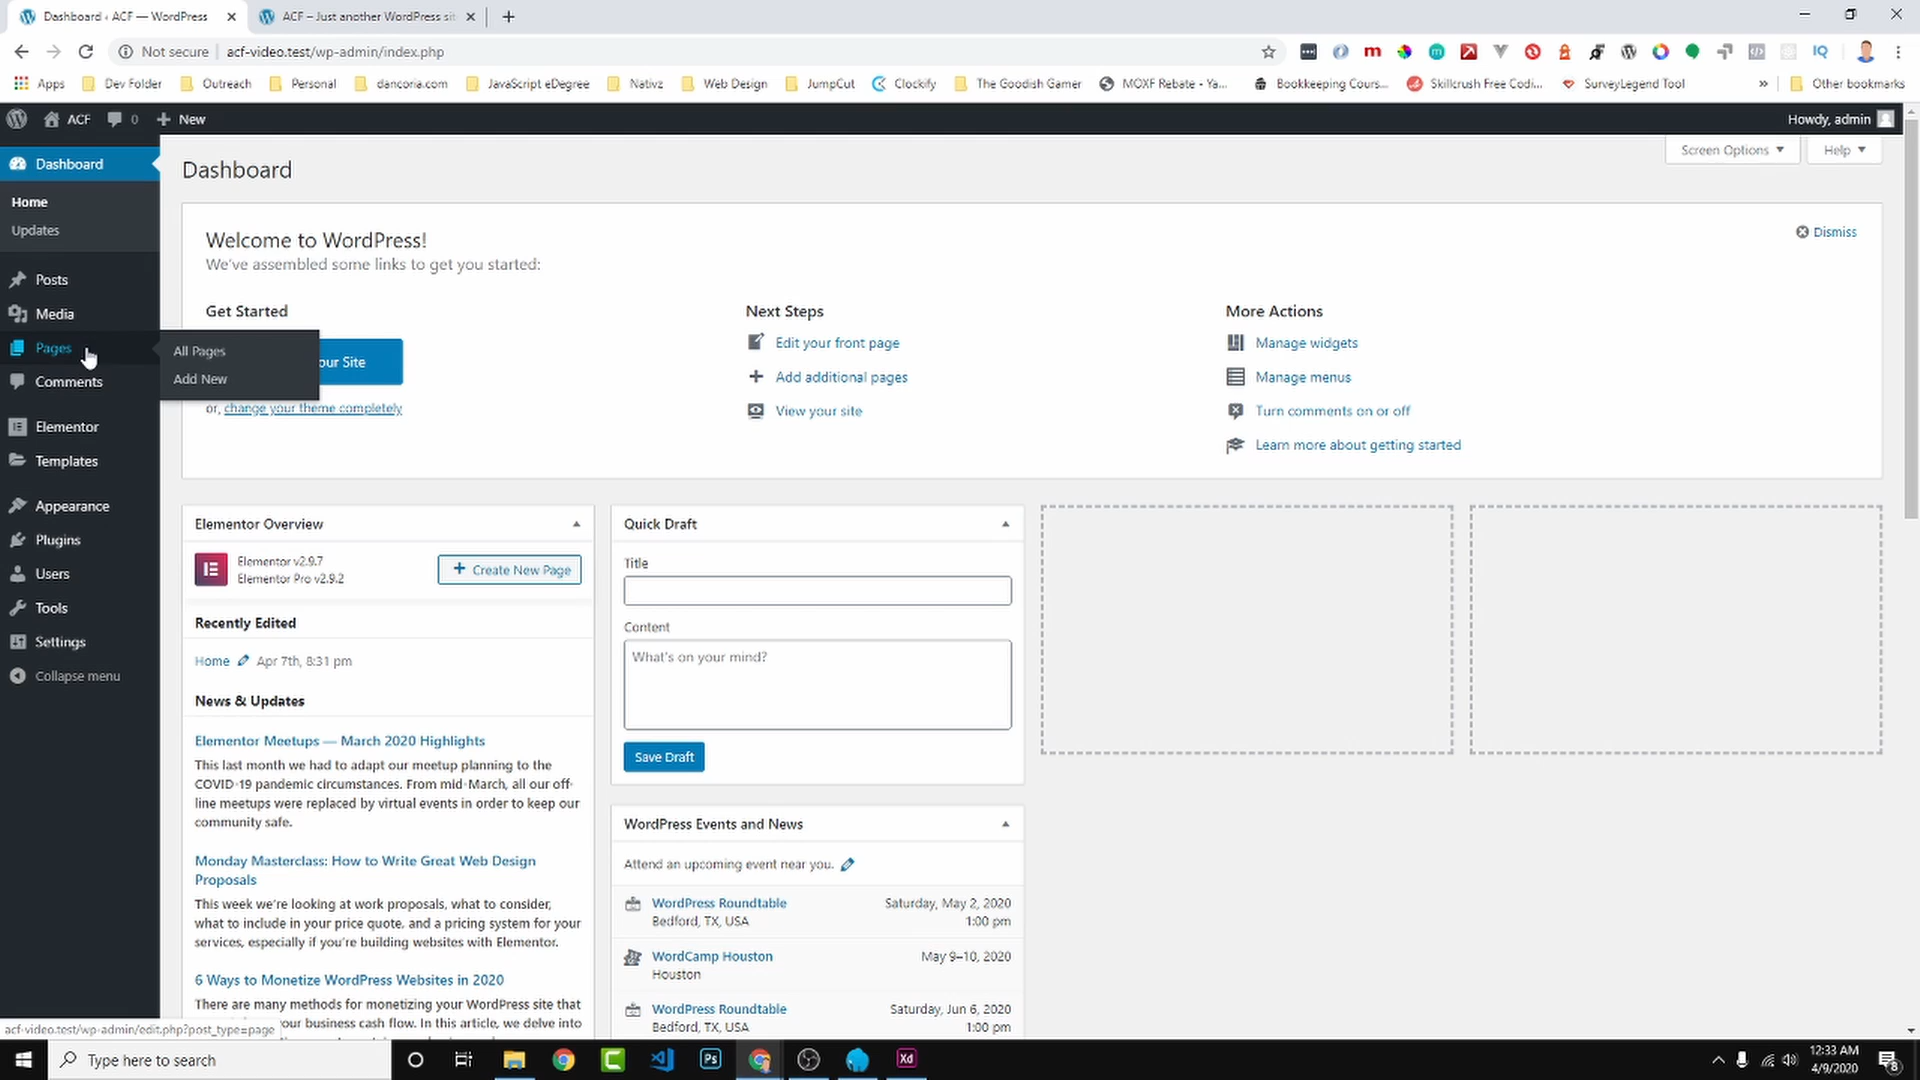 Dashboard ‹ ACF — WordPress
ACF – Just another WordPress sit
Not secure
acf-video.test/wp-admin/index.php
IQ
Apps
Dev Folder
Outreach
Personal
dancoria.com
JavaScript eDegree
Nativz
Web Design
JumpCut
Clockify
The Goodish Gamer
MOXF Rebate - Ya...
Bookkeeping Cours...
Skillcrush Free Codi...
SurveyLegend Tool
»
Other bookmarks
ACF
0
New
Howdy, admin
Dashboard
Home
Updates
Posts
Media
Pages
Comments
Elementor
Templates
Appearance
Plugins
Users
Tools
Settings
Collapse menu
All Pages
Add New
Dashboard
Screen Options
Help
Welcome to WordPress!
We've assembled some links to get you started:
Dismiss
Get Started
our Site
or, change your theme completely
Next Steps
Edit your front page
Add additional pages
View your site
More Actions
Manage widgets
Manage menus
Turn comments on or off
Learn more about getting started
Elementor Overview
Elementor v2.9.7
Elementor Pro v2.9.2
+ Create New Page
Recently Edited
Home Apr 7th, 8:31 pm
News & Updates
Elementor Meetups — March 2020 Highlights
This last month we had to adapt our meetup planning to the
COVID-19 pandemic circumstances. From mid-March, all our off-
line meetups were replaced by virtual events in order to keep our
community safe.
Monday Masterclass: How to Write Great Web Design
Proposals
This week we're looking at work proposals, what to consider,
what to include in your price quote, and a pricing system for your
services, especially if you're building websites with Elementor.
6 Ways to Monetize WordPress Websites in 2020
There are many methods for monetizing your WordPress site that
your business cash flow. In this article, we delve into
Quick Draft
Title
Content
What's on your mind?
Save Draft
WordPress Events and News
Attend an upcoming event near you.
WordPress Roundtable
Bedford, TX, USA
Saturday, May 2, 2020
1:00 pm
WordCamp Houston
Houston
May 9–10, 2020
WordPress Roundtable
Bedford, TX, USA
Saturday, Jun 6, 2020
1:00 pm
acf-video.test/wp-admin/edit.php?post_type=page
Type here to search
Ps
Xd
12:33 AM
4/9/2020
8